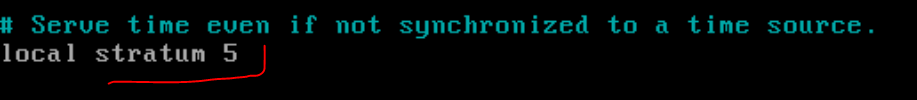 # Serve time even if not synchronized to a time source.
local stratum 5